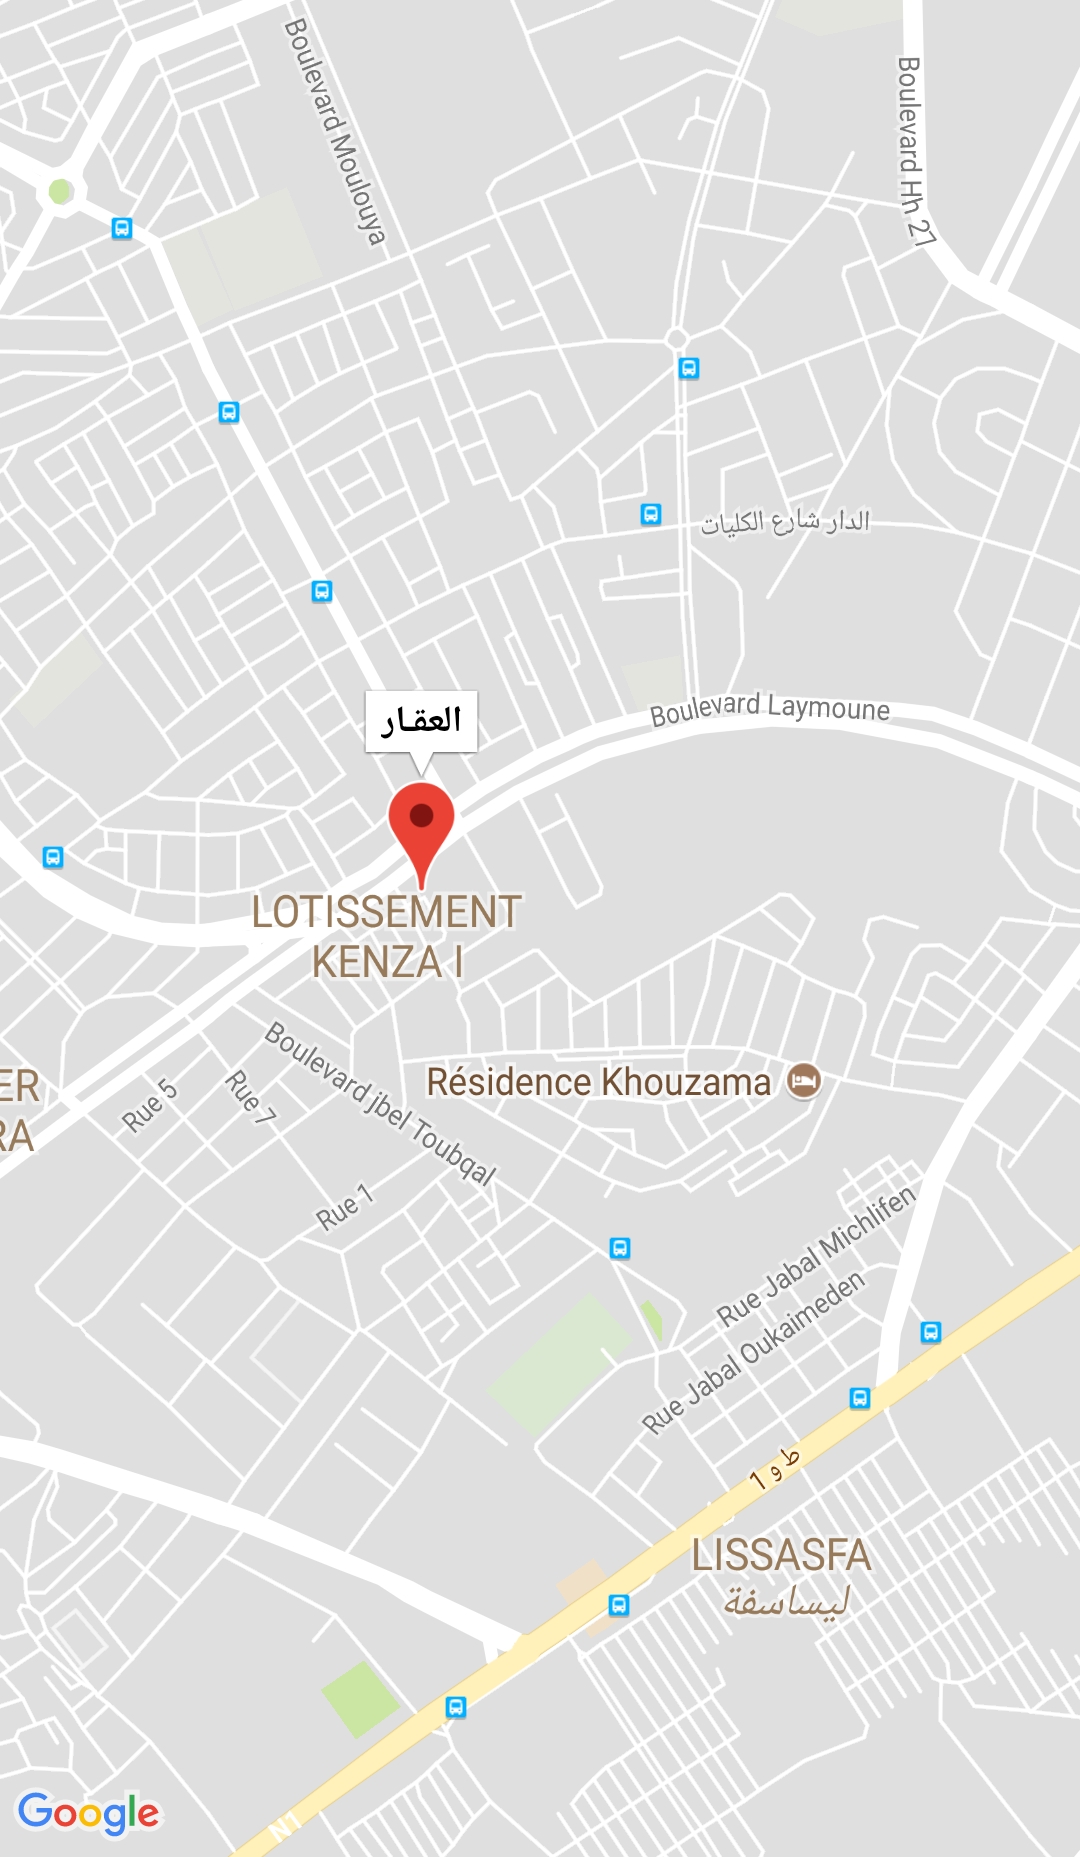 Boulevard Moulouya
Boulevard Hh 27
الدار شارع الكليات
العقار
Boulevard Laymoune
LOTISSEMENT
KENZA I
Boulevard jbel Toubqal
Résidence Khouzama
ER
RA
Rue 5
Rue 7
Rue 1
Rue Jabal Michlifen
Rue Jabal Oukaimeden
ط و 1
LISSASFA
ليساسفة
N1
Google